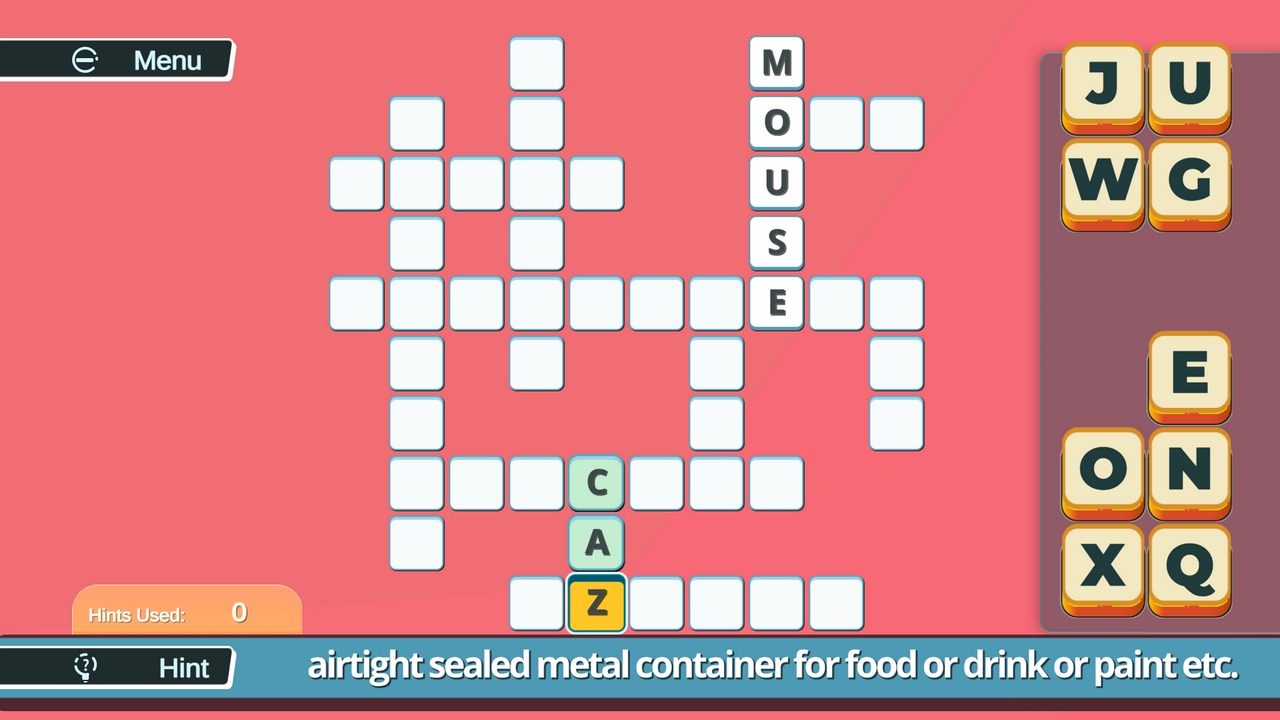 Menu
M
O
U
S
E
C
A
Z
J U
W G
E
O N
X Q
Hints Used: 0
Hint
airtight sealed metal container for food or drink or paint etc.